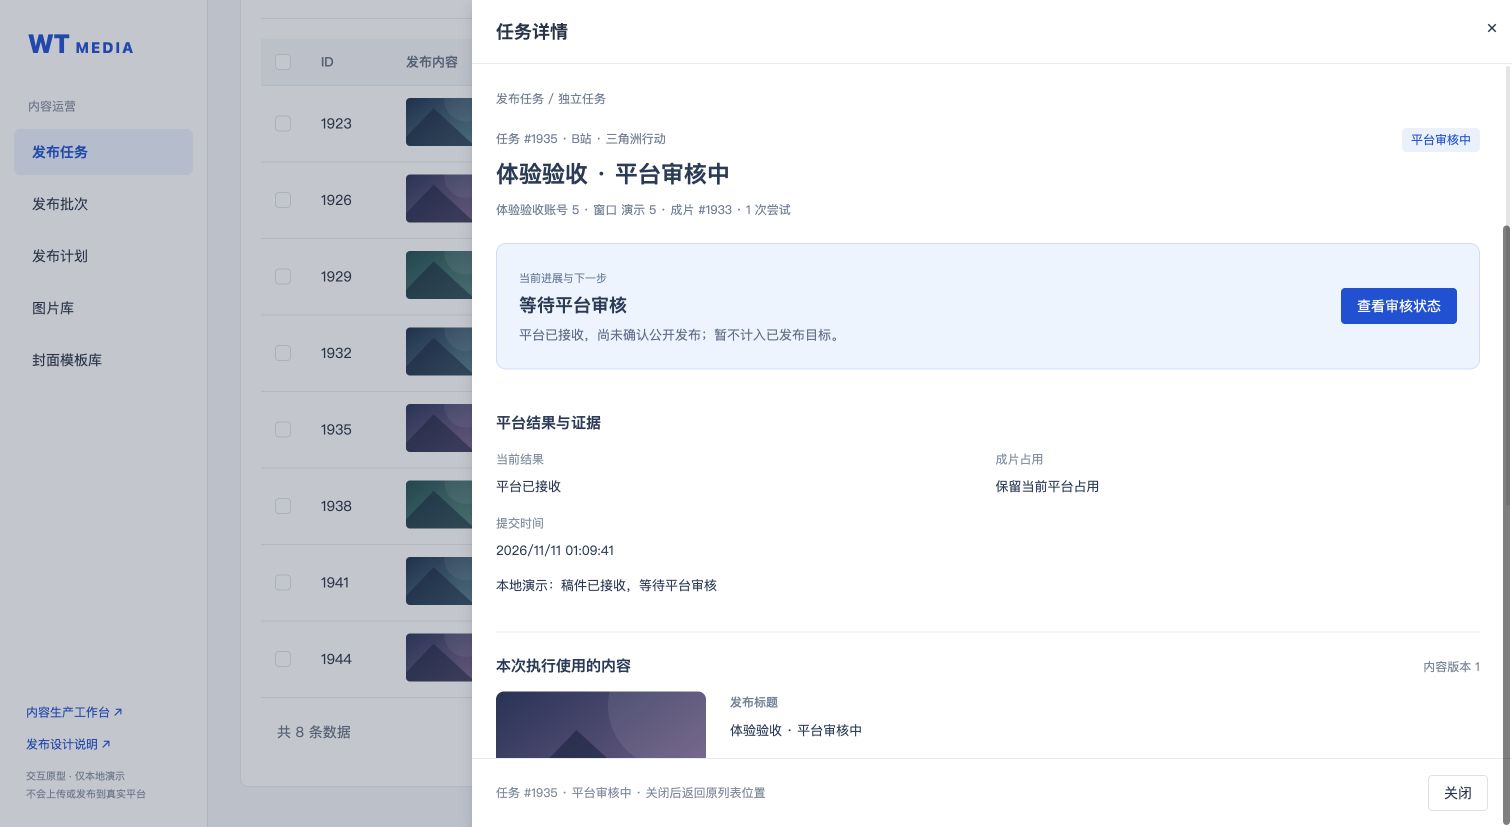 WT MEDIA
内容运营
发布任务
发布批次
发布计划
图片库
封面模板库
内容生产工作台 ↗
发布设计说明 ↗
交互原型 · 仅本地演示
不会上传或发布到真实平台
ID 发布内容
1923
1926
1929
1932
1935
1938
1941
1944
共 8 条数据
任务详情 ×
发布任务 / 独立任务
任务 #1935 · B站 · 三角洲行动
平台审核中
体验验收 · 平台审核中
体验验收账号 5 · 窗口 演示 5 · 成片 #1933 · 1 次尝试
当前进展与下一步
等待平台审核
平台已接收，尚未确认公开发布；暂不计入已发布目标。
查看审核状态
平台结果与证据
当前结果
平台已接收
成片占用
保留当前平台占用
提交时间
2026/11/11 01:09:41
本地演示：稿件已接收，等待平台审核
本次执行使用的内容
内容版本 1
发布标题
体验验收 · 平台审核中
任务 #1935 · 平台审核中 · 关闭后返回原列表位置
关闭